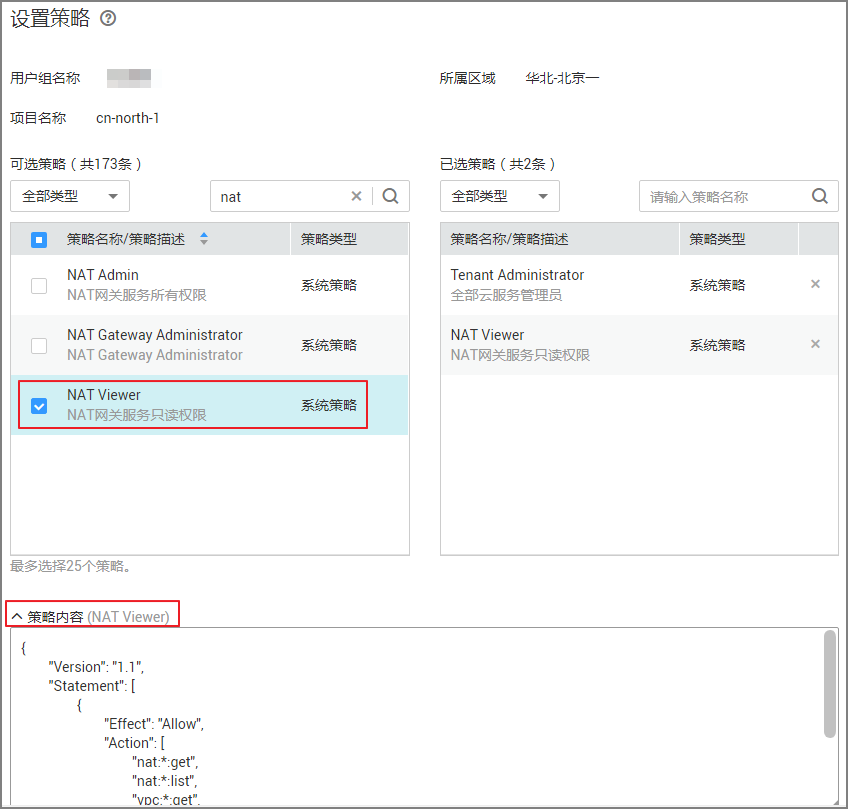 设置策略 ?
用户组名称
所属区域 华北-北京一
项目名称 cn-north-1
可选策略（共173条）
全部类型
nat
策略名称/策略描述 策略类型
NAT Admin
NAT网关服务所有权限
系统策略
NAT Gateway Administrator
NAT Gateway Administrator
系统策略
NAT Viewer
NAT网关服务只读权限
系统策略
最多选择25个策略。
已选策略（共2条）
全部类型
请输入策略名称
策略名称/策略描述 策略类型
Tenant Administrator
全部云服务管理员
系统策略
NAT Viewer
NAT网关服务只读权限
系统策略
策略内容 (NAT Viewer)
{
"Version": "1.1",
"Statement": [
{
"Effect": "Allow",
"Action": [
"nat:*:get",
"nat:*:list",
"vpc:*:get",